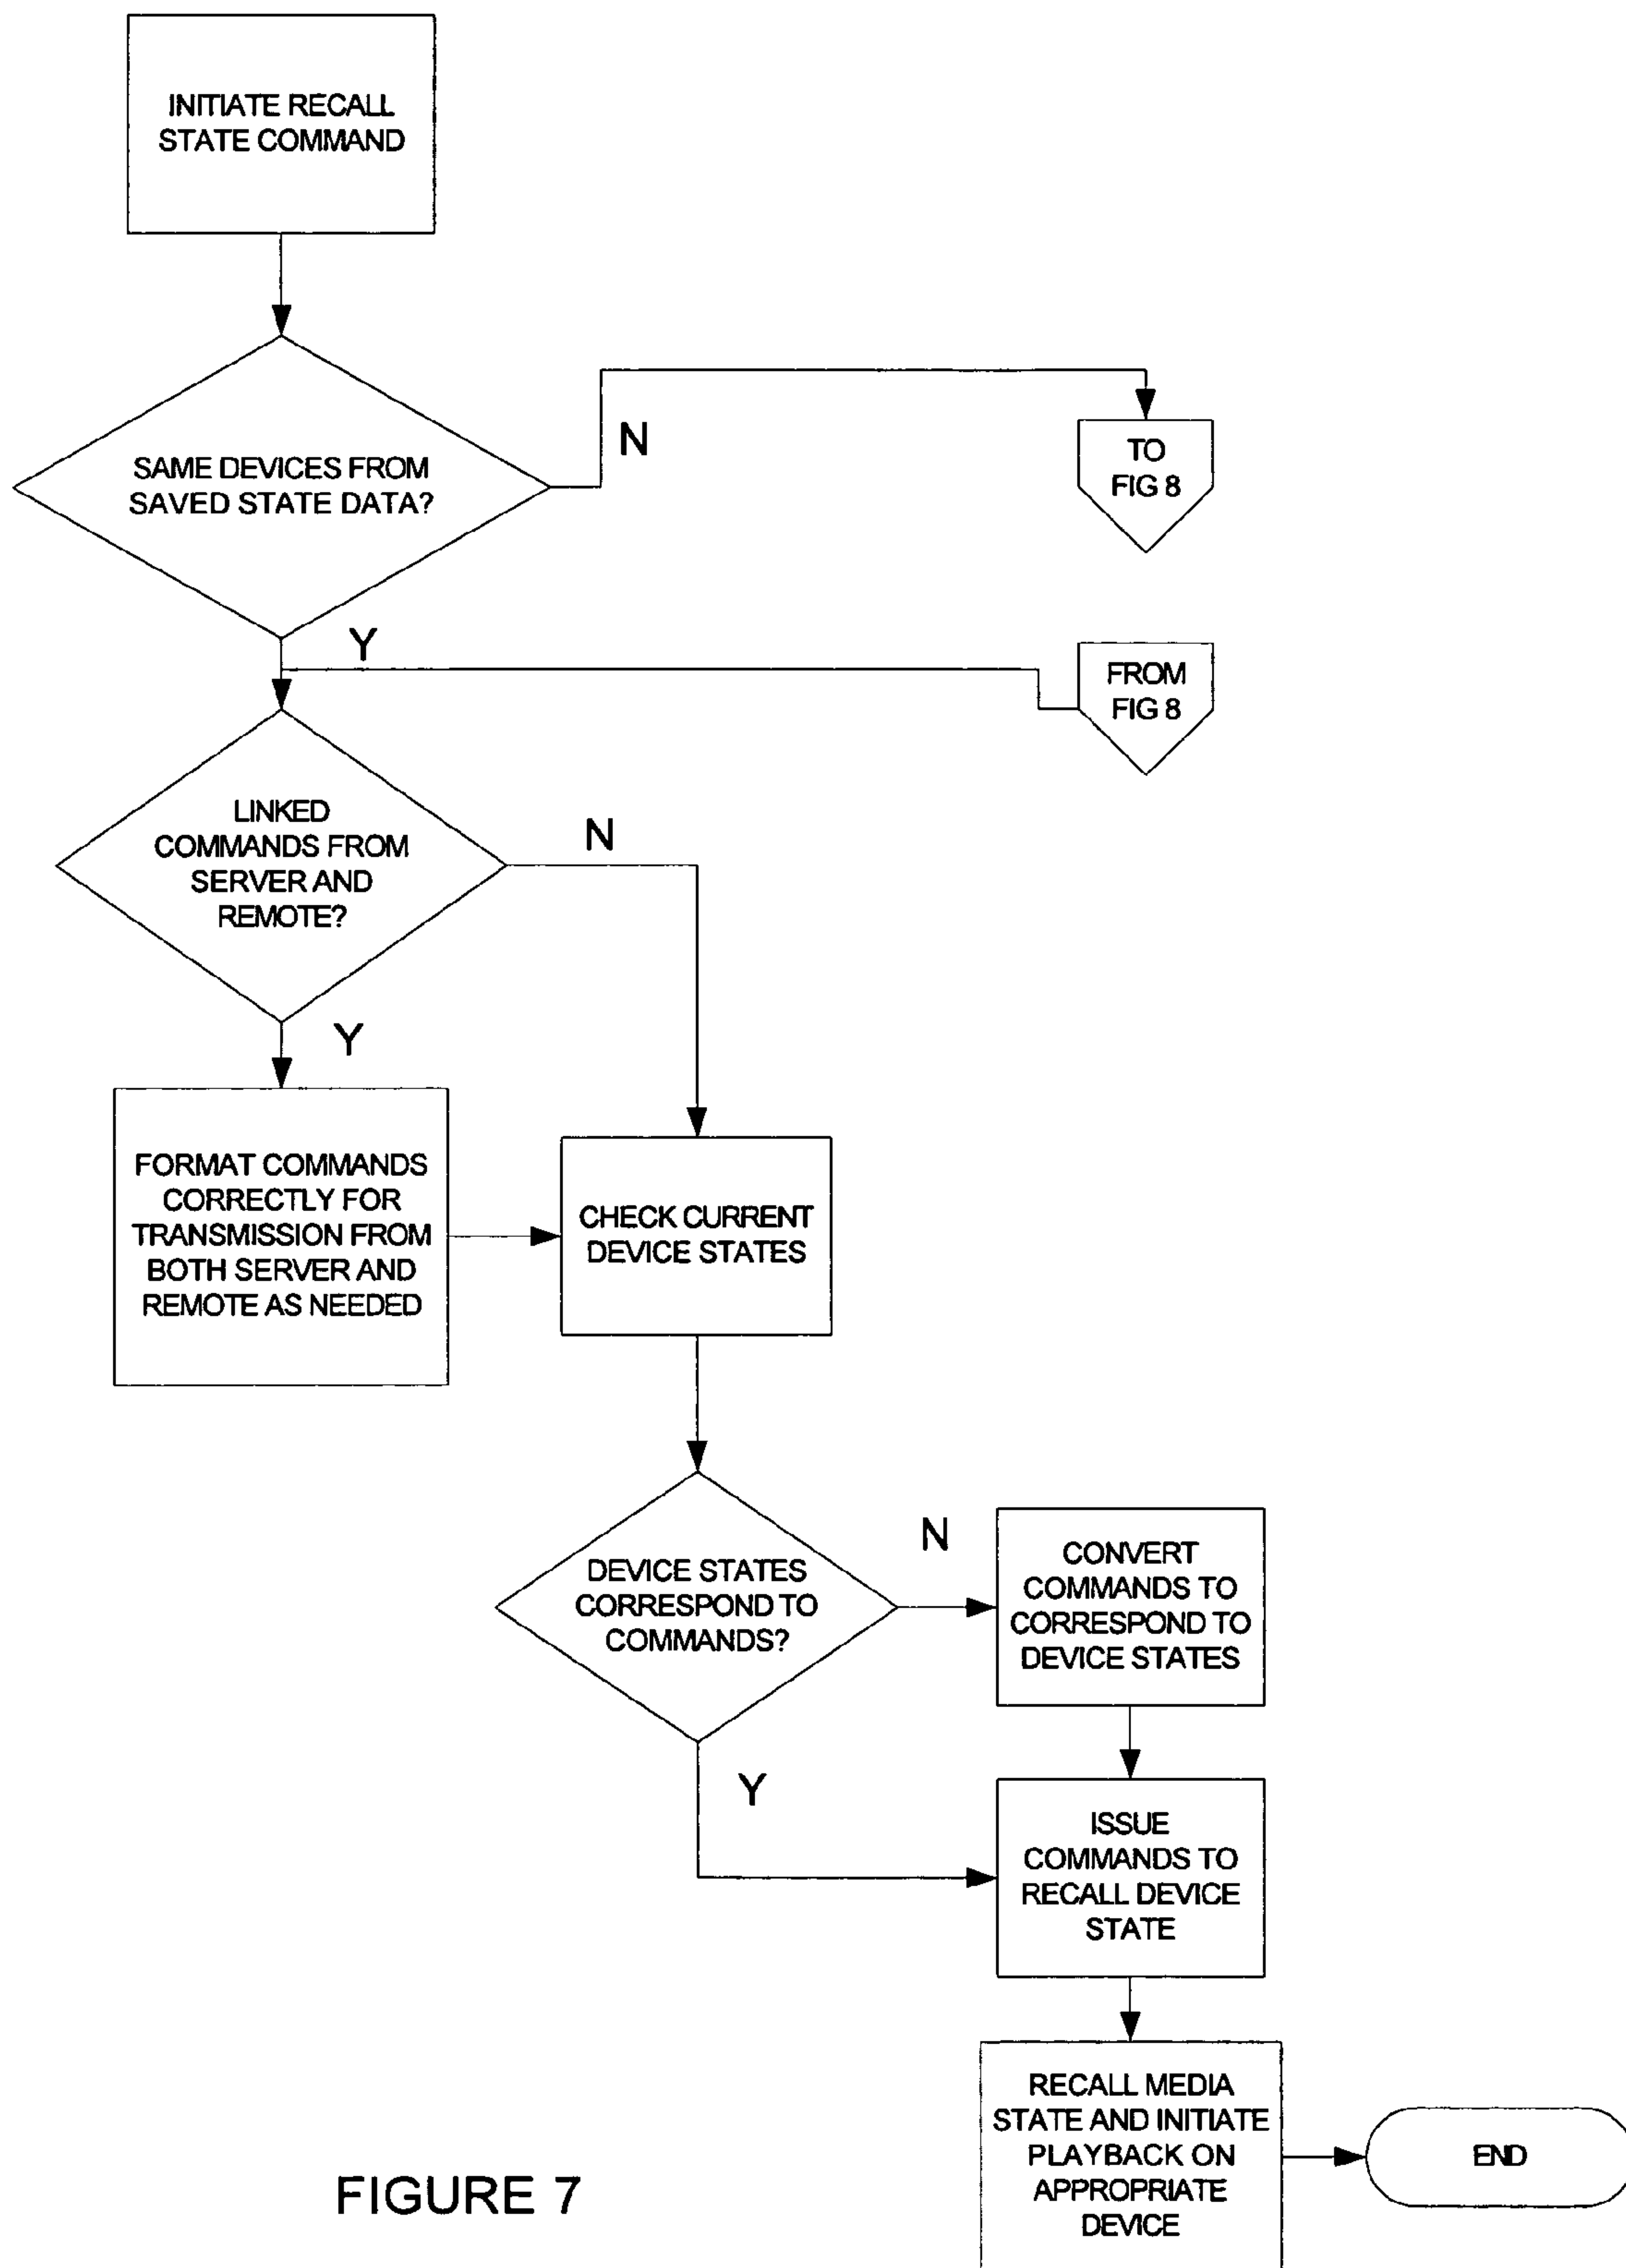 INITIATE RECALL
STATE COMMAND
SAME DEVICES FROM
SAVED STATE DATA?
N
TO
FIG 8
Y
FROM
FIG 8
LINKED
COMMANDS FROM
SERVER AND
REMOTE?
N
Y
FORMAT COMMANDS
CORRECTLY FOR
TRANSMISSION FROM
BOTH SERVER AND
REMOTE AS NEEDED
CHECK CURRENT
DEVICE STATES
DEVICE STATES
CORRESPOND TO
COMMANDS?
N
CONVERT
COMMANDS TO
CORRESPOND TO
DEVICE STATES
Y
ISSUE
COMMANDS TO
RECALL DEVICE
STATE
RECALL MEDIA
STATE AND INITIATE
PLAYBACK ON
APPROPRIATE
DEVICE
END
FIGURE 7